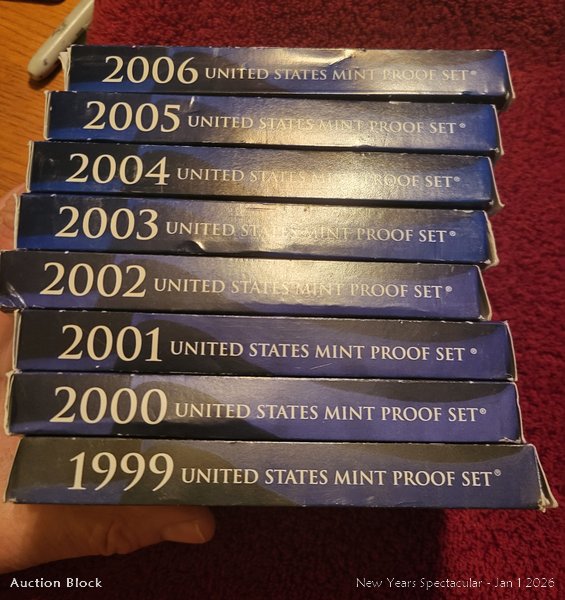 2006 UNITED STATES MINT PROOF SET®
2005 UNITED STATES MINT PROOF SET®
2004 UNITED STATES MINT PROOF SET®
2003 UNITED STATES MINT PROOF SET®
2002 UNITED STATES MINT PROOF SET®
2001 UNITED STATES MINT PROOF SET®
2000 UNITED STATES MINT PROOF SET®
1999 UNITED STATES MINT PROOF SET®
Auction Block
New Years Spectacular - Jan 1 2026